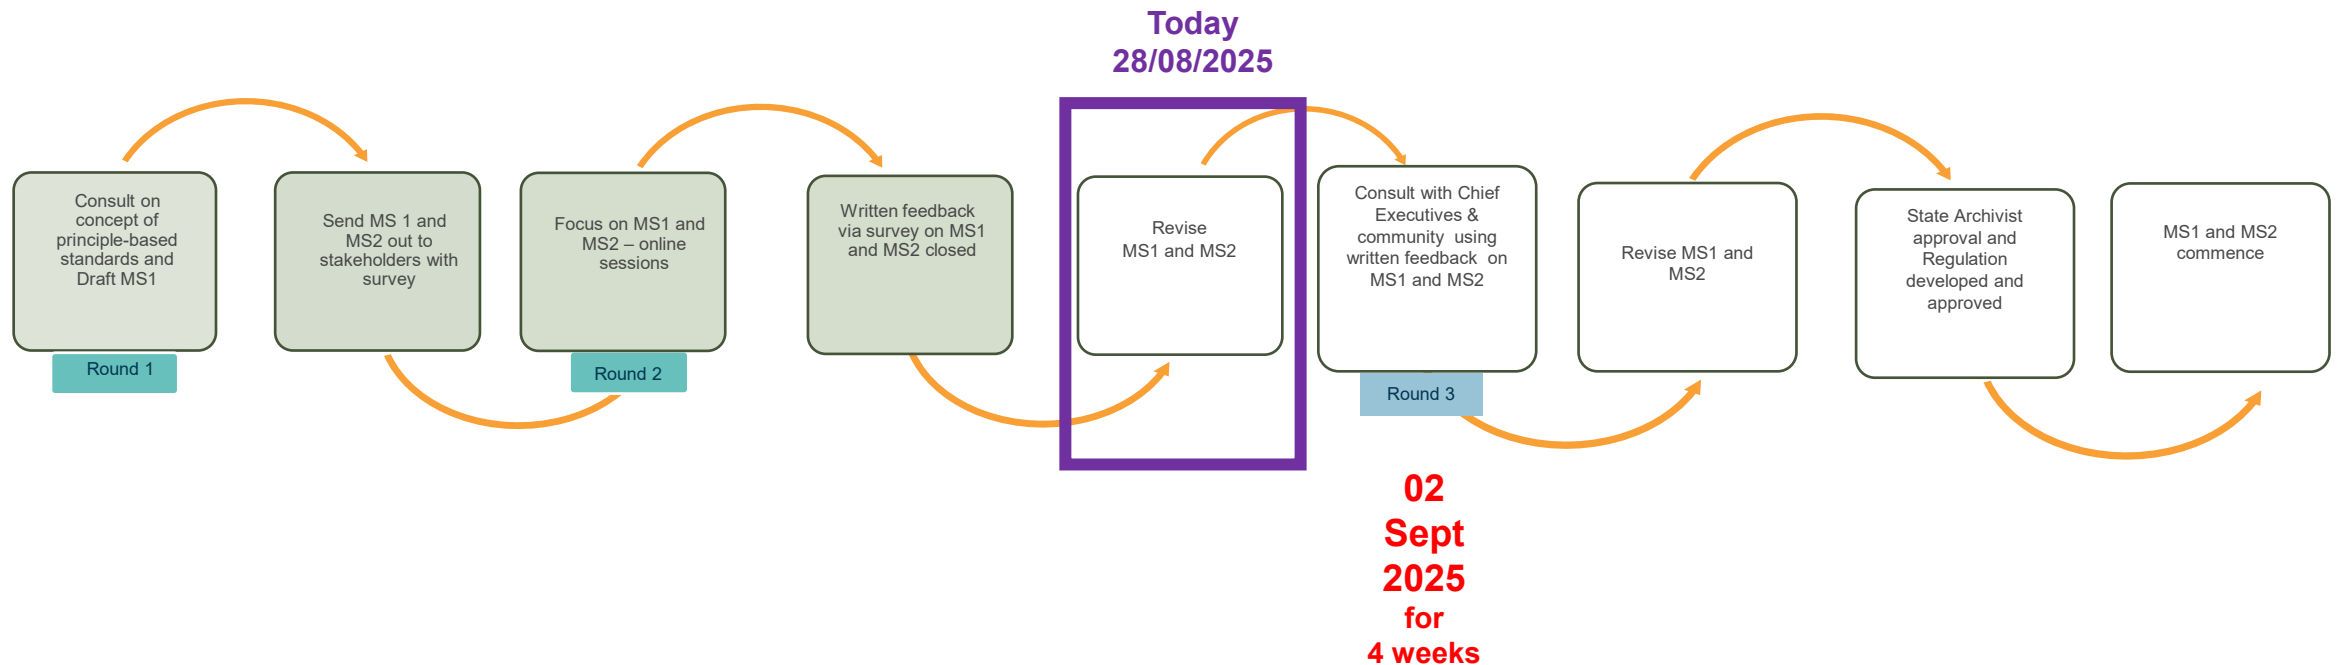 Today
28/08/2025
Consult on
concept of
principle-based
standards and
Draft MS1
Round 1
Send MS 1 and
MS2 out to
stakeholders with
survey
Focus on MS1 and
MS2 – online
sessions
Round 2
Written feedback
via survey on MS1
and MS2 closed
Revise
MS1 and MS2
Consult with Chief
Executives &
community using
written feedback on
MS1 and MS2
Round 3
02
Sept
2025
for
4 weeks
Revise MS1 and
MS2
State Archivist
approval and
Regulation
developed and
approved
MS1 and MS2
commence